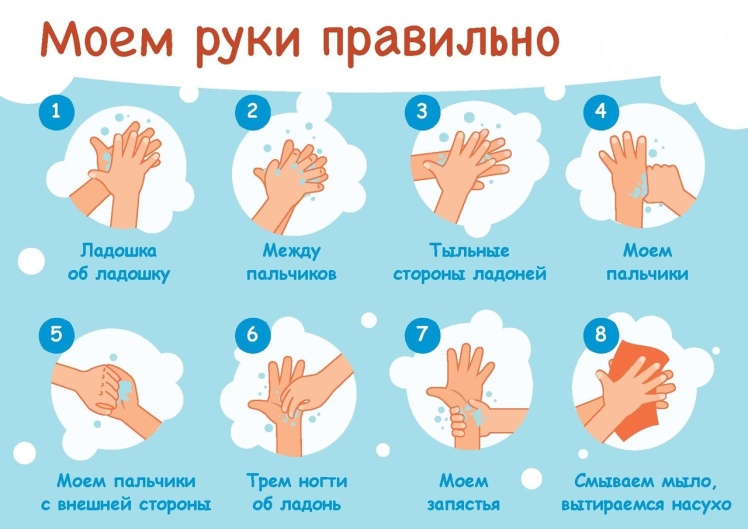 Моем руки правильно
1
Ладошка
об ладошку
2
Между
пальчиков
3
Тыльные
стороны ладоней
4
Моем
пальчики
5
Моем пальчики
с внешней стороны
6
Трем ногти
об ладонь
7
Моем
запястья
8
Смываем мыло,
вытираемся насухо